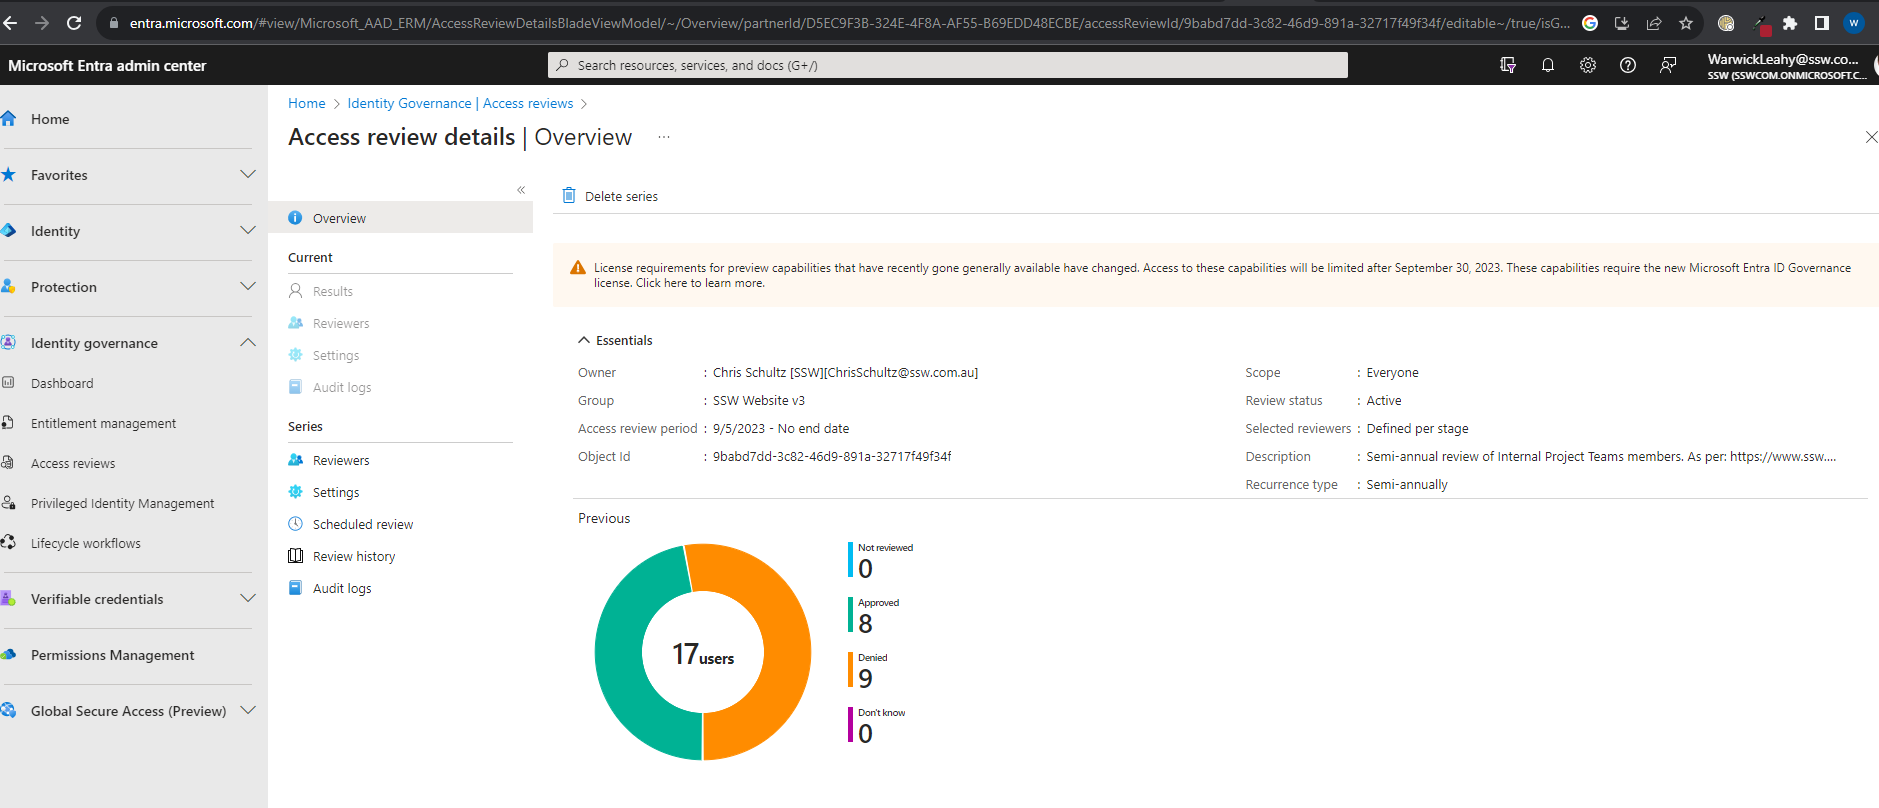 entra.microsoft.com/#view/Microsoft_AAD_ERM/AccessReviewDetailsBladeViewModel/~/Overview/partnerId/D5EC9F3B-324E-4F8A-AF55-B69EDD48ECBE/accessReviewId/9babd7dd-3c82-46d9-891a-32717f49f34f/editable~/true/isG...
W
Microsoft Entra admin center
Search resources, services, and docs (G+/)
WarwickLeahy@ssw.co...
SSW (SSWCOM.ONMICROSOFT.C...
Home
Favorites
Identity
Protection
Identity governance
Dashboard
Entitlement management
Access reviews
Privileged Identity Management
Lifecycle workflows
Verifiable credentials
Permissions Management
Global Secure Access (Preview)
Home > Identity Governance | Access reviews >
Access review details | Overview ...
Overview
Current
Results
Reviewers
Settings
Audit logs
Series
Reviewers
Settings
Scheduled review
Review history
Audit logs
Delete series
License requirements for preview capabilities that have recently gone generally available have changed. Access to these capabilities will be limited after September 30, 2023. These capabilities require the new Microsoft Entra ID Governance
license. Click here to learn more.
Essentials
Owner : Chris Schultz [SSW][ChrisSchultz@ssw.com.au]
Group : SSW Website v3
Access review period : 9/5/2023 - No end date
Object Id : 9babd7dd-3c82-46d9-891a-32717f49f34f
Scope : Everyone
Review status : Active
Selected reviewers : Defined per stage
Description : Semi-annual review of Internal Project Teams members. As per: https://www.ssw....
Recurrence type : Semi-annually
Previous
17 users
Not reviewed
0
Approved
8
Denied
9
Don't know
0